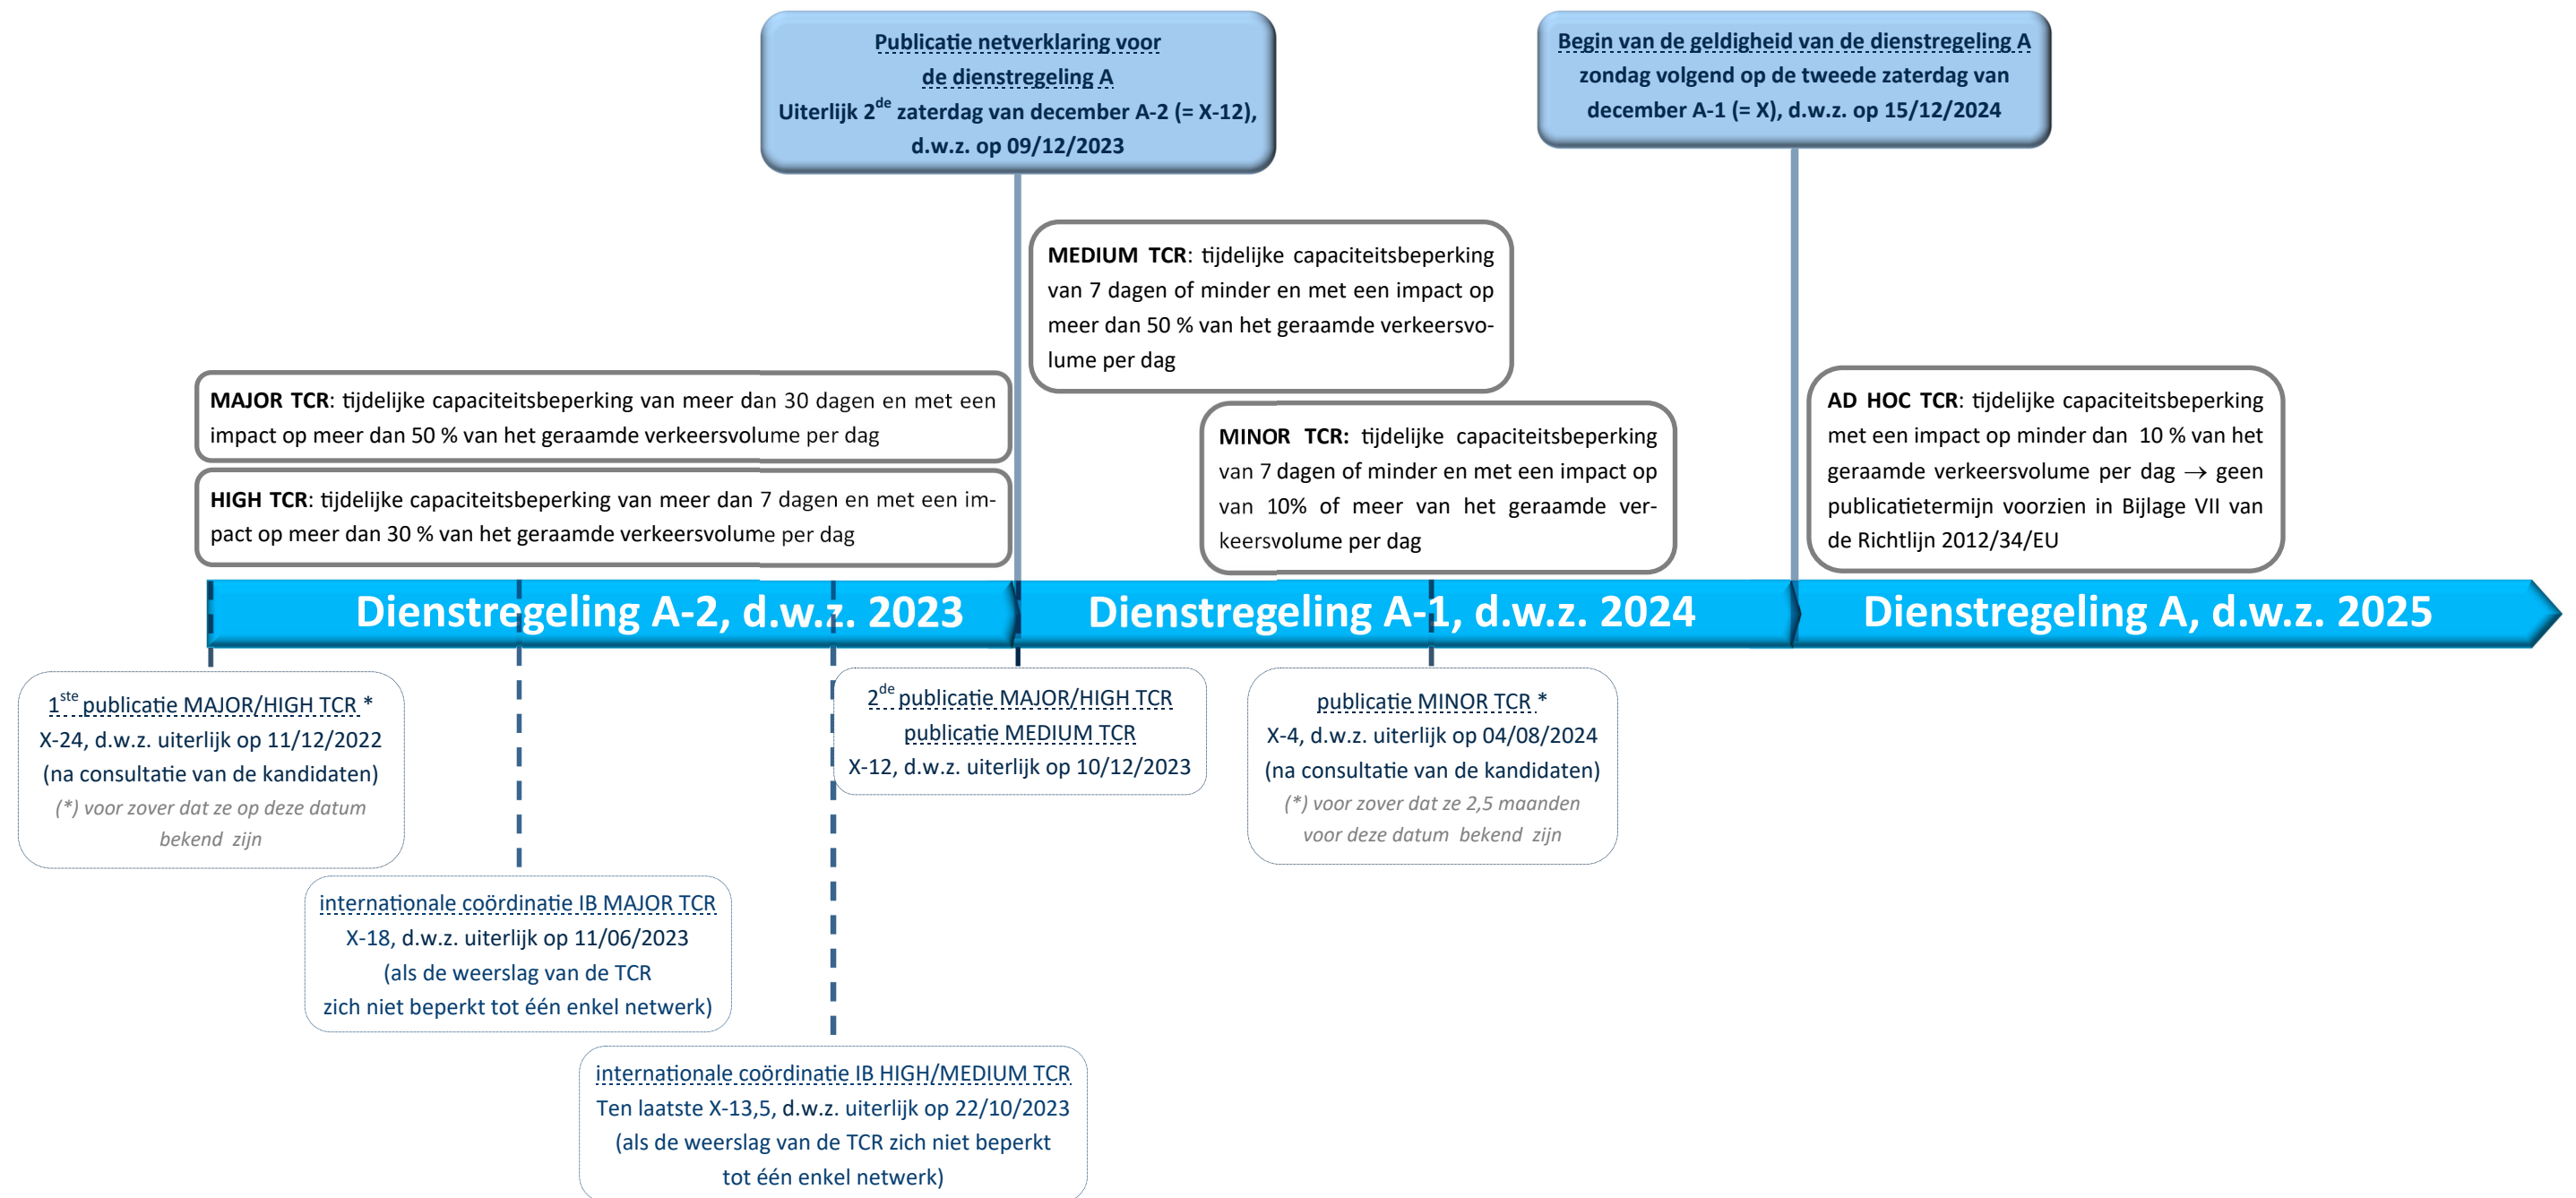 Publicatie netverklaring voor
de dienstregeling A
Uiterlijk 2de zaterdag van december A-2 (= X-12),
d.w.z. op 09/12/2023
Begin van de geldigheid van de dienstregeling A
zondag volgend op de tweede zaterdag van
december A-1 (= X), d.w.z. op 15/12/2024
MEDIUM TCR: tijdelijke capaciteitsbeperking
van 7 dagen of minder en met een impact op
meer dan 50 % van het geraamde verkeersvo-
lume per dag
MAJOR TCR: tijdelijke capaciteitsbeperking van meer dan 30 dagen en met een
impact op meer dan 50 % van het geraamde verkeersvolume per dag
HIGH TCR: tijdelijke capaciteitsbeperking van meer dan 7 dagen en met een im-
pact op meer dan 30 % van het geraamde verkeersvolume per dag
MINOR TCR: tijdelijke capaciteitsbeperking
van 7 dagen of minder en met een impact op
van 10% of meer van het geraamde ver-
keersvolume per dag
AD HOC TCR: tijdelijke capaciteitsbeperking
met een impact op minder dan 10 % van het
geraamde verkeersvolume per dag → geen
publicatietermijn voorzien in Bijlage VII van
de Richtlijn 2012/34/EU
Dienstregeling A-2, d.w.z. 2023
Dienstregeling A-1, d.w.z. 2024
Dienstregeling A, d.w.z. 2025
1ste publicatie MAJOR/HIGH TCR *
X-24, d.w.z. uiterlijk op 11/12/2022
(na consultatie van de kandidaten)
(*) voor zover dat ze op deze datum
bekend zijn
2de publicatie MAJOR/HIGH TCR
publicatie MEDIUM TCR
X-12, d.w.z. uiterlijk op 10/12/2023
publicatie MINOR TCR *
X-4, d.w.z. uiterlijk op 04/08/2024
(na consultatie van de kandidaten)
(*) voor zover dat ze 2,5 maanden
voor deze datum bekend zijn
internationale coördinatie IB MAJOR TCR
X-18, d.w.z. uiterlijk op 11/06/2023
(als de weerslag van de TCR
zich niet beperkt tot één enkel netwerk)
internationale coördinatie IB HIGH/MEDIUM TCR
Ten laatste X-13,5, d.w.z. uiterlijk op 22/10/2023
(als de weerslag van de TCR zich niet beperkt
tot één enkel netwerk)